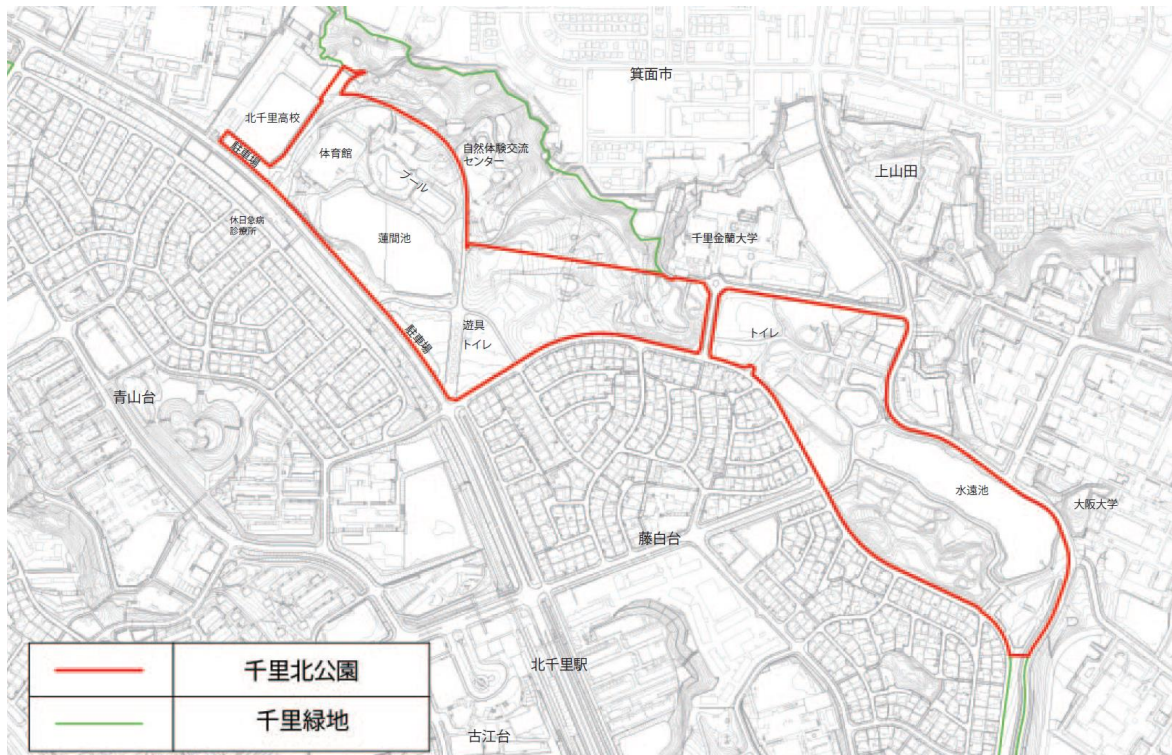 箕面市
北千里高校
駐車場
体育館
自然体験交流
センター
プール
上山田
休日急病
診療所
蓮間池
千里金蘭大学
駐車場
遊具
トイレ
トイレ
青山台
水遠池
大阪大学
藤白台
北千里駅
古江台
千里北公園
千里緑地